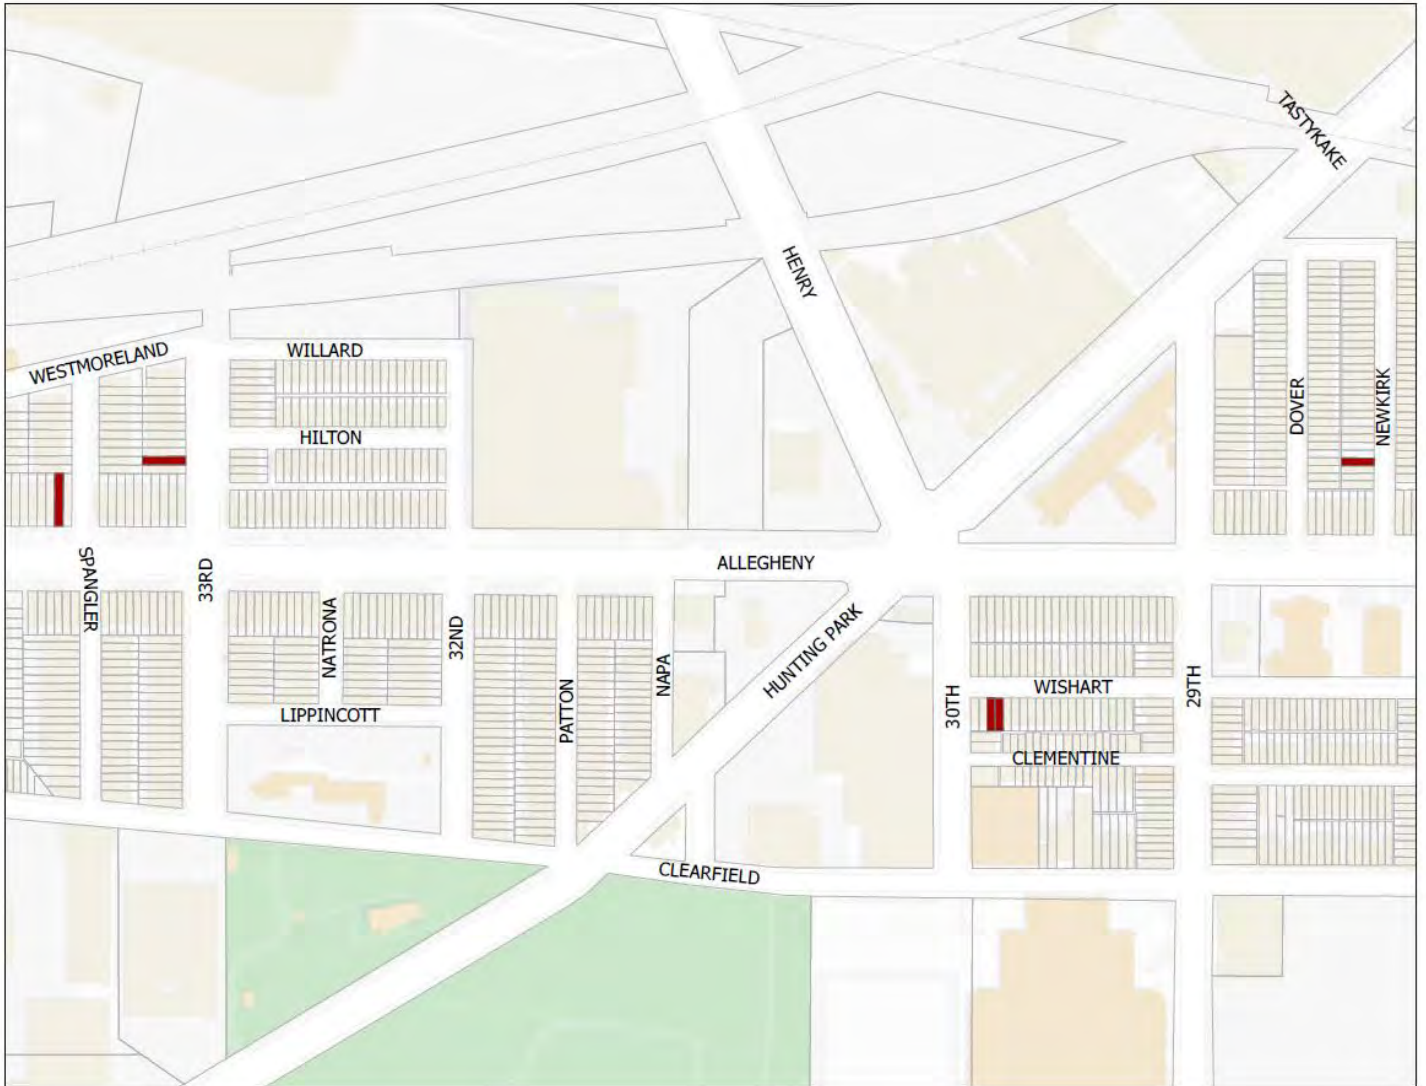 TASTYKAKE
HENRY
WESTMORELAND
WILLARD
DOVER
NEWKIRK
HILTON
ALLEGHENY
SPANGLER
33RD
NATRONA
32ND
HUNTING PARK
NAPA
PATTON
30TH
WISHART
29TH
LIPPINCOTT
CLEMENTINE
CLEARFIELD